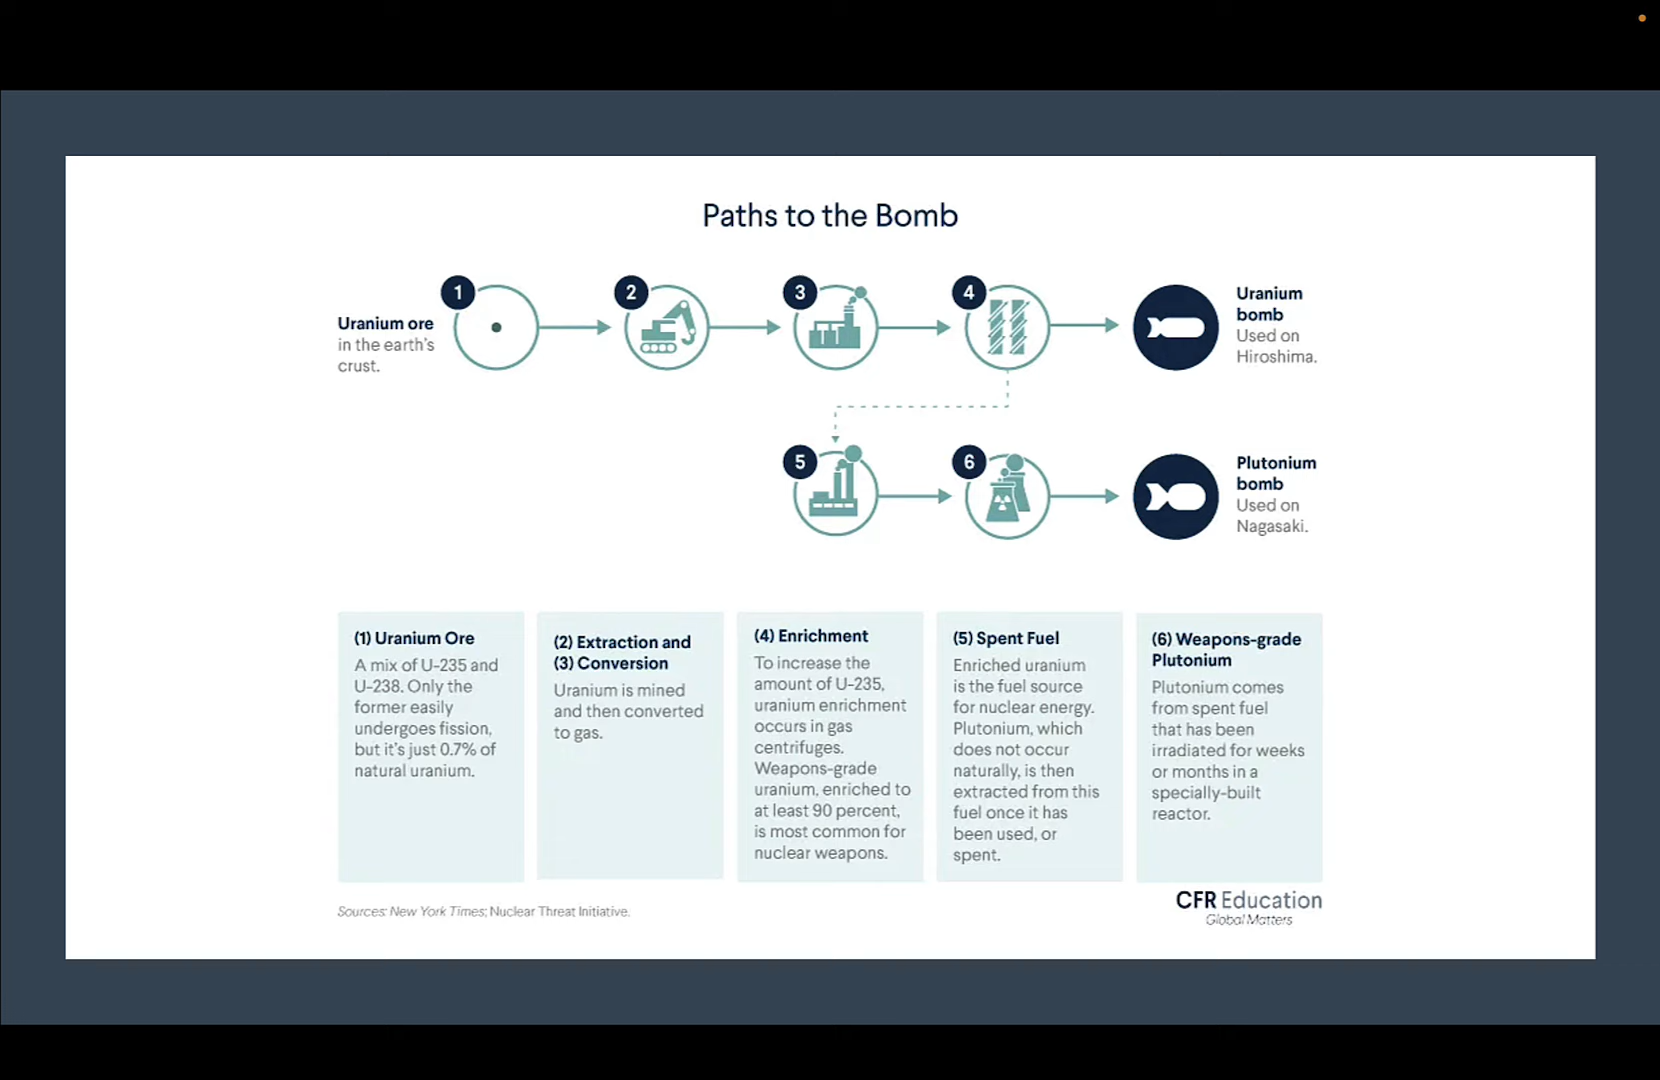 Paths to the Bomb
1
2
3
4
Uranium ore
in the earth's
crust.
Uranium
bomb
Used on
Hiroshima.
5
6
Plutonium
bomb
Used on
Nagasaki.
(1) Uranium Ore
A mix of U-235 and
U-238. Only the
former easily
undergoes fission,
but it's just 0.7% of
natural uranium.
(2) Extraction and
(3) Conversion
Uranium is mined
and then converted
to gas.
(4) Enrichment
To increase the
amount of U-235,
uranium enrichment
occurs in gas
centrifuges.
Weapons-grade
uranium, enriched to
at least 90 percent,
is most common for
nuclear weapons.
(5) Spent Fuel
Enriched uranium
is the fuel source
for nuclear energy.
Plutonium, which
does not occur
naturally, is then
extracted from this
fuel once it has
been used, or
spent.
(6) Weapons-grade
Plutonium
Plutonium comes
from spent fuel
that has been
irradiated for weeks
or months in a
specially-built
reactor.
Sources: New York Times; Nuclear Threat Initiative.
CFR Education
Global Matters